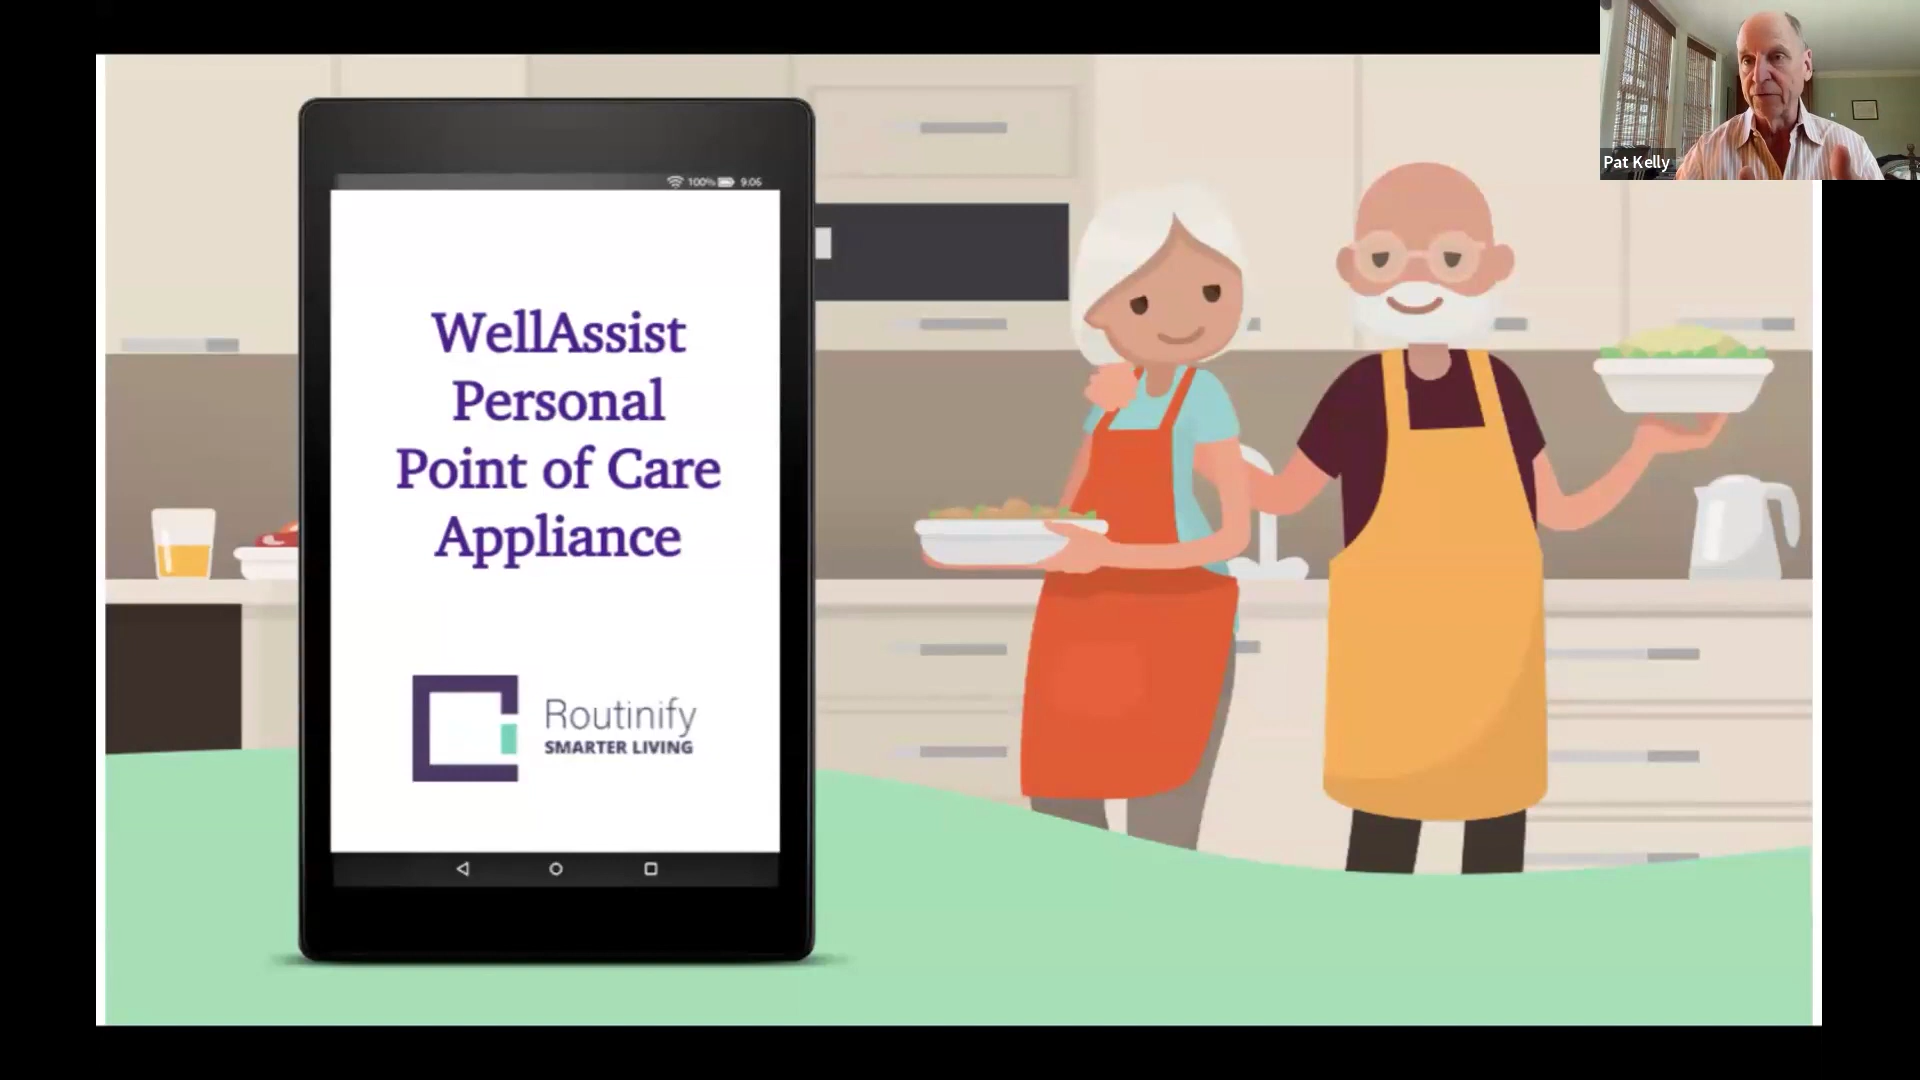 Pat Kelly
100% 9:06
WellAssist
Personal
Point of Care
Appliance
Routinify
SMARTER LIVING